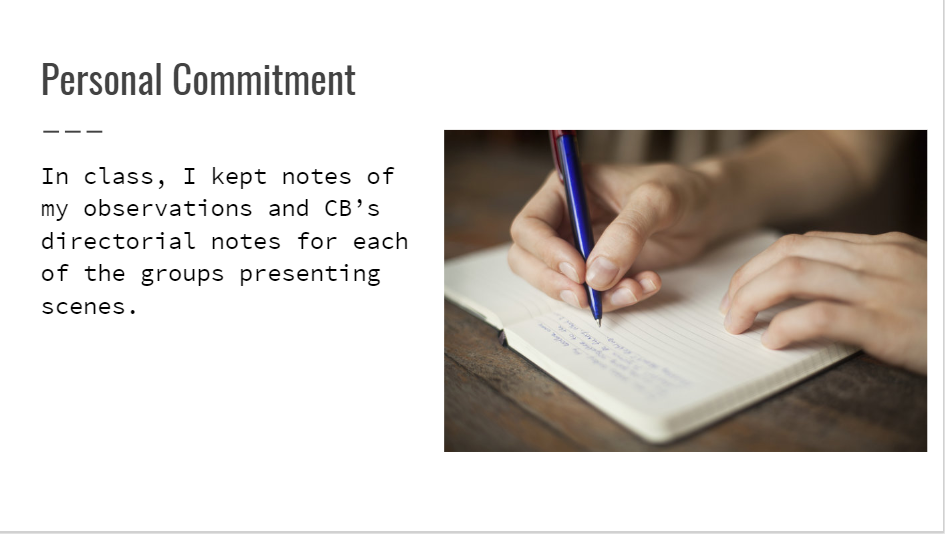 Personal Commitment
In class, I kept notes of
my observations and CB’s
directorial notes for each
of the groups presenting
scenes.